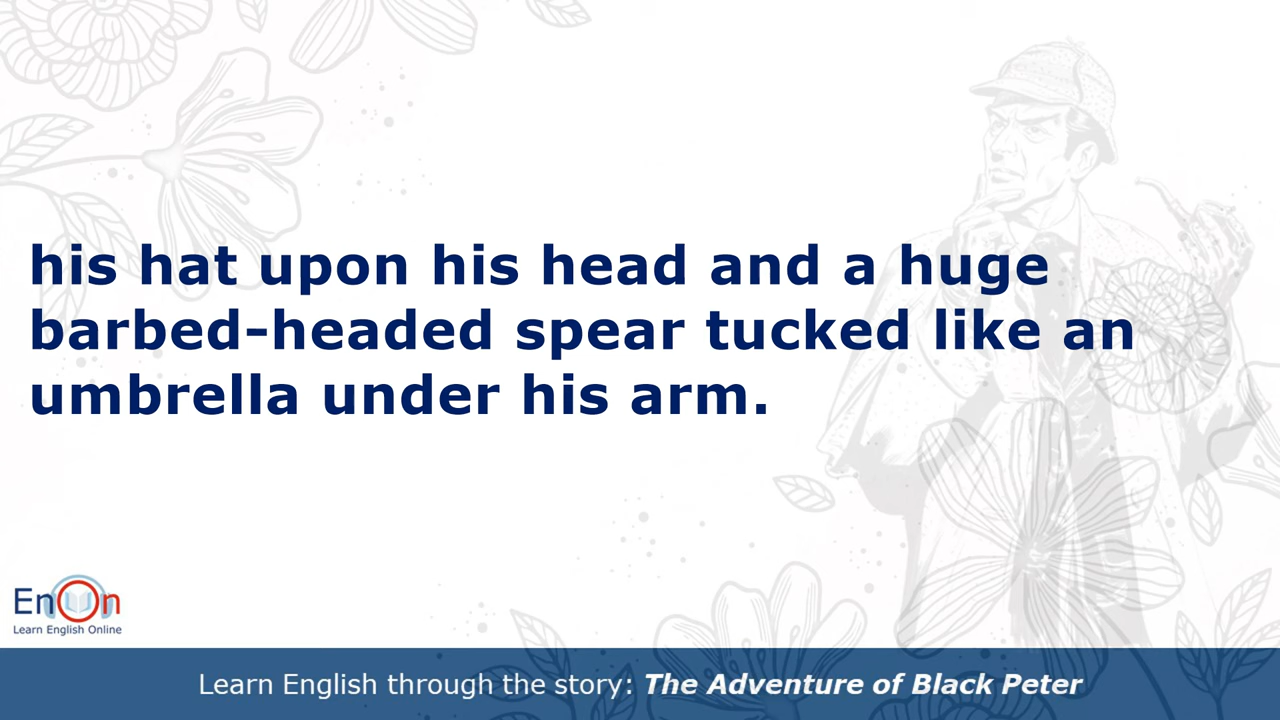 his hat upon his head and a huge
barbed-headed spear tucked like an
umbrella under his arm.
EnOn
Learn English Online
Learn English through the story: The Adventure of Black Peter